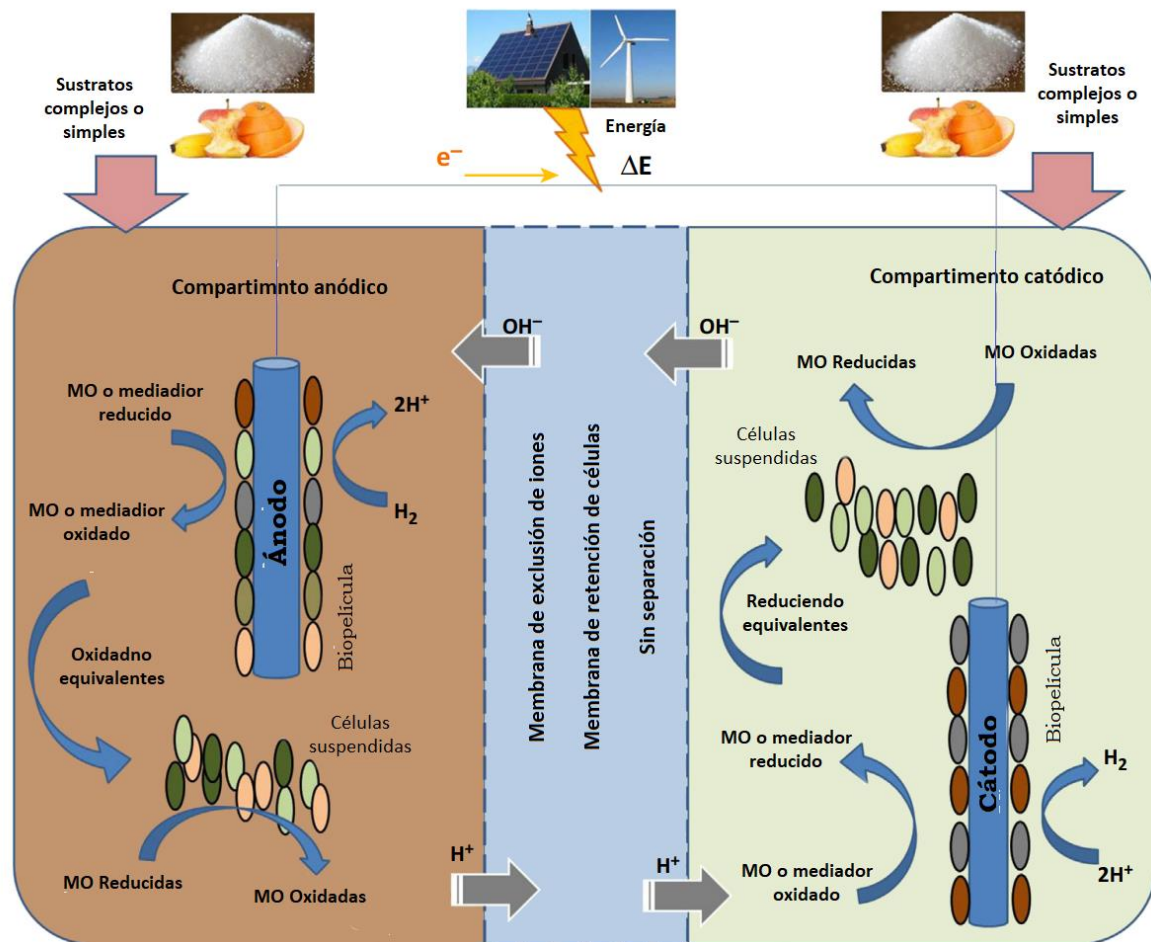 Sustratos
complejos o
simples
Energía
e⁻
ΔE
Sustratos
complejos o
simples
Compartimnto anódico
OH⁻
MO o mediadior
reducido
2H⁺
Ánodo
MO o mediadior
oxidado
H₂
Biopelícula
Oxidadno
equivalentes
Células
suspendidas
MO Reducidas
MO Oxidadas
H⁺
Membrana de exclusión de iones
Membrana de retención de células
Sin separación
Compartimento catódico
OH⁻
MO Reducidas
MO Oxidadas
Células
suspendidas
Reduciendo
equivalentes
Biopelícula
MO o mediador
reducido
Cátodo
H₂
H⁺
MO o mediador
oxidado
2H⁺